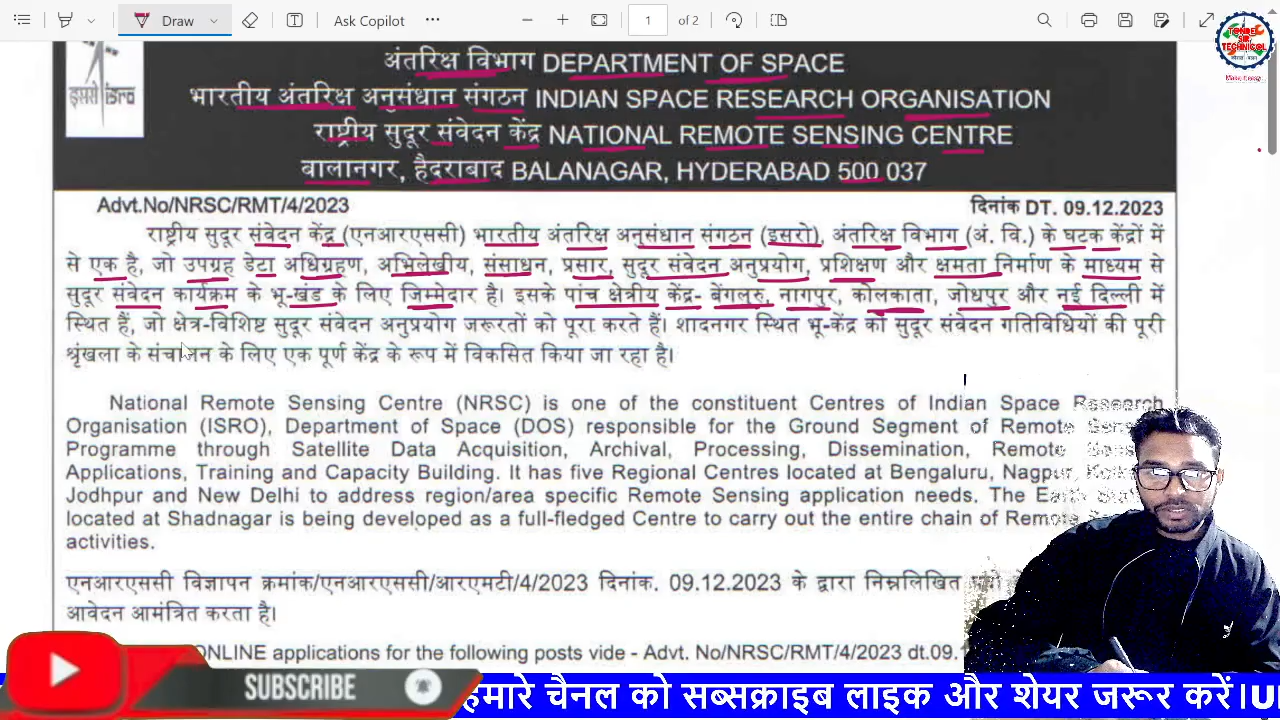 Draw
Ask Copilot
1 of 2
TONDEE SIR TECHNICAL
इसरो isro
अंतरिक्ष विभाग DEPARTMENT OF SPACE
भारतीय अंतरिक्ष अनुसंधान संगठन INDIAN SPACE RESEARCH ORGANISATION
राष्ट्रीय सुदूर संवेदन केंद्र NATIONAL REMOTE SENSING CENTRE
बालानगर, हैदराबाद BALANAGAR, HYDERABAD 500 037
Advt.No/NRSC/RMT/4/2023 दिनांक DT. 09.12.2023
राष्ट्रीय सुदूर संवेदन केंद्र (एनआरएससी) भारतीय अंतरिक्ष अनुसंधान संगठन (इसरो), अंतरिक्ष विभाग (अं. वि.) के घटक केंद्रों में
से एक है, जो उपग्रह डेटा अधिग्रहण, अभिलेखीय, संसाधन, प्रसार, सुदूर संवेदन अनुप्रयोग, प्रशिक्षण और क्षमता निर्माण के माध्यम से
सुदूर संवेदन कार्यक्रम के भू-खंड के लिए जिम्मेदार है। इसके पांच क्षेत्रीय केंद्र- बेंगलूरु, नागपुर, कोलकाता, जोधपुर और नई दिल्ली में
स्थित हैं, जो क्षेत्र-विशिष्ट सुदूर संवेदन अनुप्रयोग जरूरतों को पूरा करते हैं। शादनगर स्थित भू-केंद्र को सुदूर संवेदन गतिविधियों की पूरी
श्रृंखला के संचालन के लिए एक पूर्ण केंद्र के रूप में विकसित किया जा रहा है।
National Remote Sensing Centre (NRSC) is one of the constituent Centres of Indian Space Research
Organisation (ISRO), Department of Space (DOS) responsible for the Ground Segment of Remote
Programme through Satellite Data Acquisition, Archival, Processing, Dissemination, Remote
Applications, Training and Capacity Building. It has five Regional Centres located at Bengaluru, Nagpur,
Jodhpur and New Delhi to address region/area specific Remote Sensing application needs. The Earth
located at Shadnagar is being developed as a full-fledged Centre to carry out the entire chain of Remote
activities.
एनआरएससी विज्ञापन क्रमांक/एनआरएससी/आरएमटी/4/2023 दिनांक. 09.12.2023 के द्वारा निम्नलिखित
आवेदन आमंत्रित करता है।
ONLINE applications for the following posts vide - Advt. No/NRSC/RMT/4/2023 dt.09.
SUBSCRIBE
हमारे चैनल को सब्सक्राइब लाइक और शेयर जरूर करें।